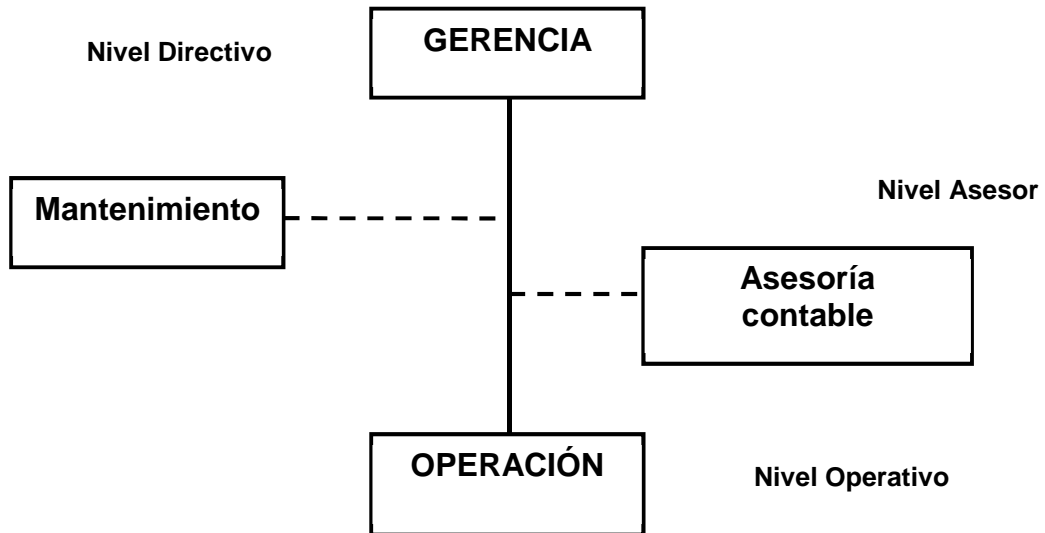 GERENCIA
Nivel Directivo
Mantenimiento
Nivel Asesor
Asesoría
contable
OPERACIÓN
Nivel Operativo